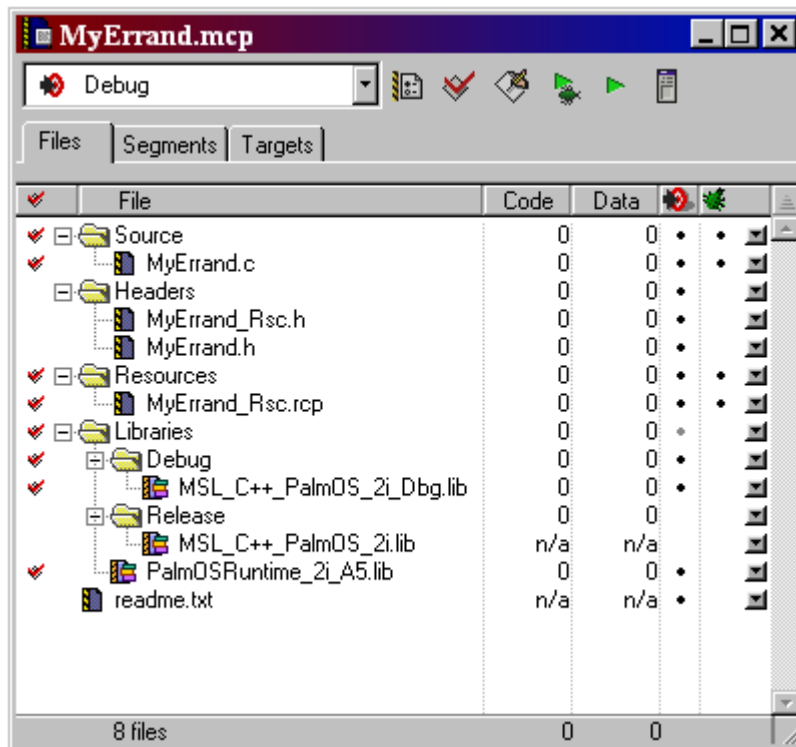 MyErrand.mcp
Debug
Files Segments Targets
File Code Data
Source 0 0
MyErrand.c 0 0
Headers 0 0
MyErrand_Rsc.h 0 0
MyErrand.h 0 0
Resources 0 0
MyErrand_Rsc.rcp 0 0
Libraries 0 0
Debug 0 0
MSL_C++_PalmOS_2i_Dbg.lib 0 0
Release 0 0
MSL_C++_PalmOS_2i.lib n/a n/a
PalmOSRuntime_2i_A5.lib 0 0
readme.txt n/a n/a
8 files 0 0